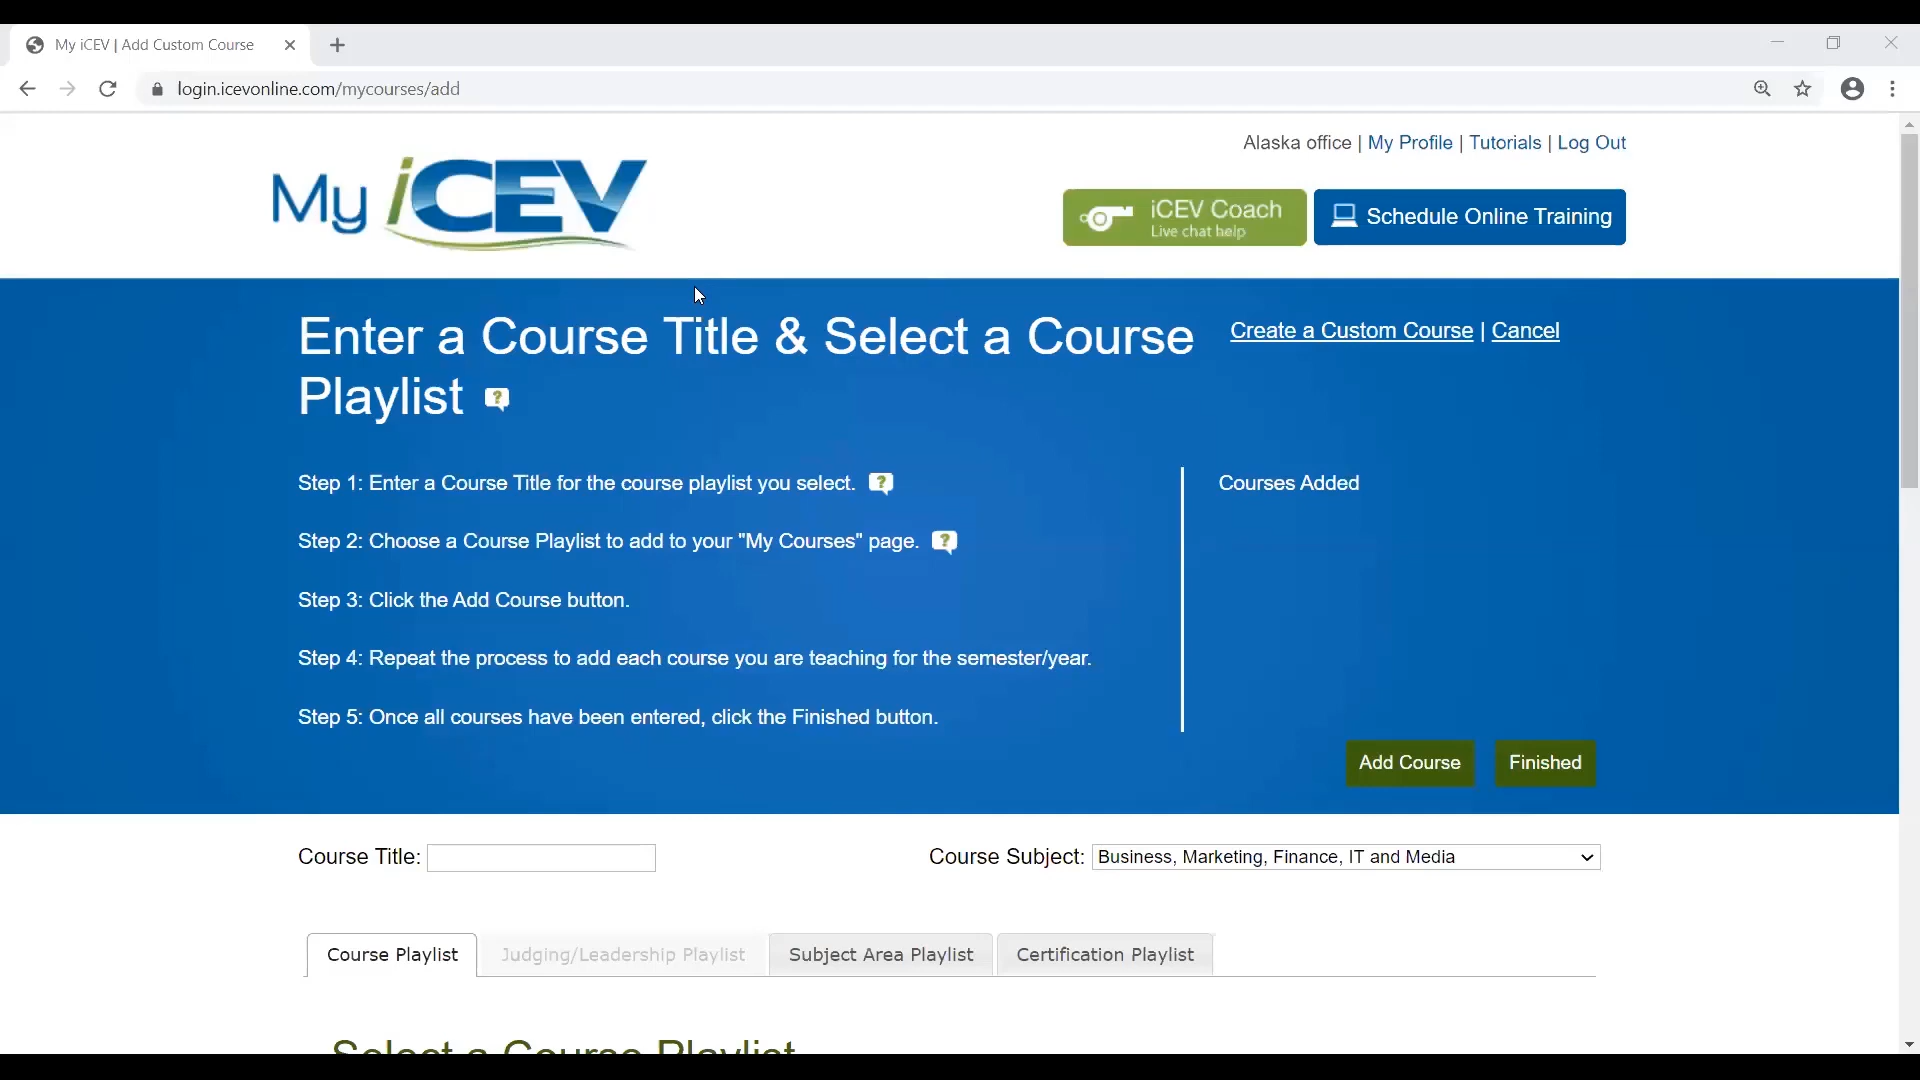 My iCEV | Add Custom Course
login.icevonline.com/mycourses/add
Alaska office | My Profile | Tutorials | Log Out
My iCEV
iCEV Coach
Live chat help
Schedule Online Training
Enter a Course Title & Select a Course
Playlist ?
Create a Custom Course | Cancel
Step 1: Enter a Course Title for the course playlist you select. ?
Courses Added
Step 2: Choose a Course Playlist to add to your "My Courses" page. ?
Step 3: Click the Add Course button.
Step 4: Repeat the process to add each course you are teaching for the semester/year.
Step 5: Once all courses have been entered, click the Finished button.
Add Course
Finished
Course Title:
Course Subject: Business, Marketing, Finance, IT and Media
Course Playlist
Judging/Leadership Playlist
Subject Area Playlist
Certification Playlist
Select a Course Playlist